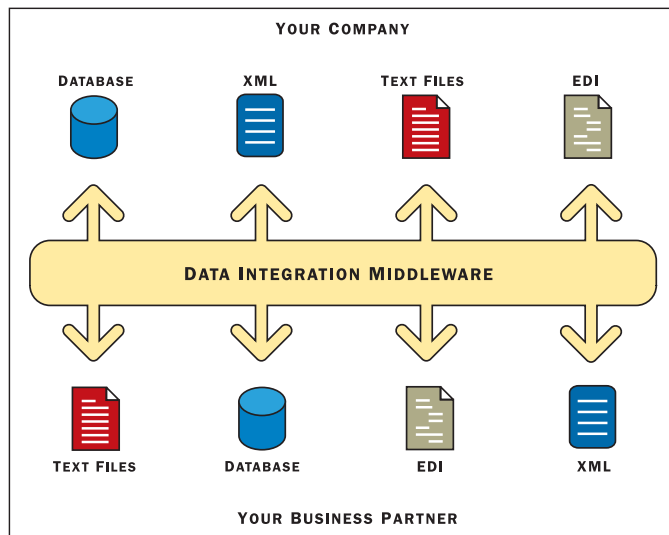 YOUR COMPANY
DATABASE XML TEXT FILES EDI
DATA INTEGRATION MIDDLEWARE
TEXT FILES DATABASE EDI XML
YOUR BUSINESS PARTNER